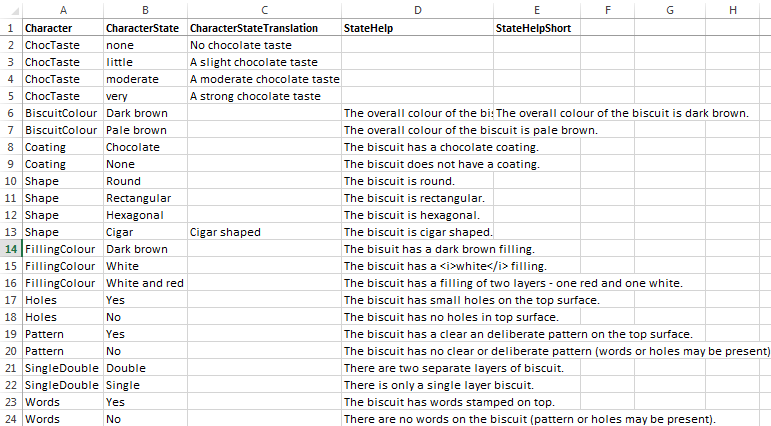 A B C D E F G H
1 Character CharacterState CharacterStateTranslation StateHelp StateHelpShort
2 ChocTaste none No chocolate taste
3 ChocTaste little A slight chocolate taste
4 ChocTaste moderate A moderate chocolate taste
5 ChocTaste very A strong chocolate taste
6 BiscuitColour Dark brown The overall colour of the bis The overall colour of the biscuit is dark brown.
7 BiscuitColour Pale brown The overall colour of the biscuit is pale brown.
8 Coating Chocolate The biscuit has a chocolate coating.
9 Coating None The biscuit does not have a coating.
10 Shape Round The biscuit is round.
11 Shape Rectangular The biscuit is rectangular.
12 Shape Hexagonal The biscuit is hexagonal.
13 Shape Cigar Cigar shaped The biscuit is cigar shaped.
14 FillingColour Dark brown The bisuit has a dark brown filling.
15 FillingColour White The biscuit has a <i>white</i> filling.
16 FillingColour White and red The biscuit has a filling of two layers - one red and one white.
17 Holes Yes The biscuit has small holes on the top surface.
18 Holes No The biscuit has no holes in top surface.
19 Pattern Yes The biscuit has a clear an deliberate pattern on the top surface.
20 Pattern No The biscuit has no clear or deliberate pattern (words or holes may be present)
21 SingleDouble Double There are two separate layers of biscuit.
22 SingleDouble Single There is only a single layer biscuit.
23 Words Yes The biscuit has words stamped on top.
24 Words No There are no words on the biscuit (pattern or holes may be present).